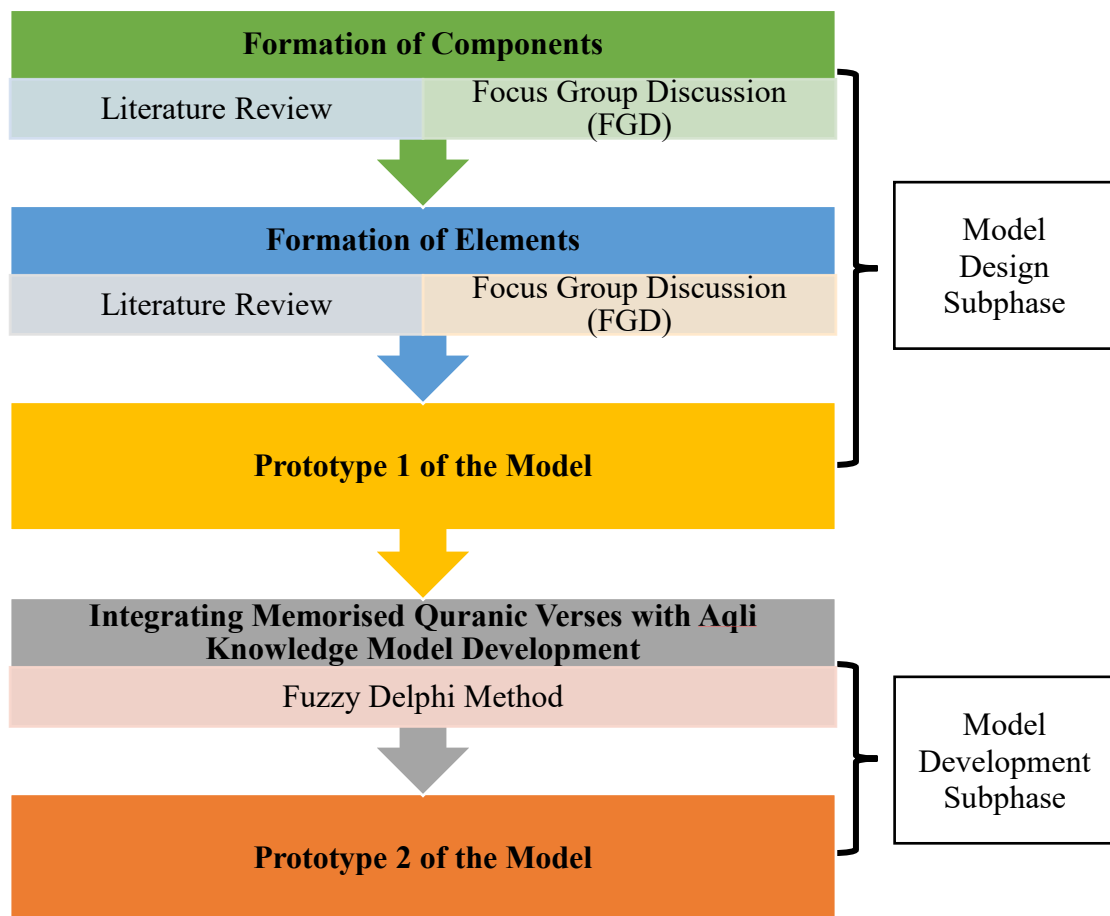 Formation of Components
Literature Review
Focus Group Discussion
(FGD)
Formation of Elements
Literature Review
Focus Group Discussion
(FGD)
Prototype 1 of the Model
Model
Design
Subphase
Integrating Memorised Quranic Verses with Aqli
Knowledge Model Development
Fuzzy Delphi Method
Prototype 2 of the Model
Model
Development
Subphase